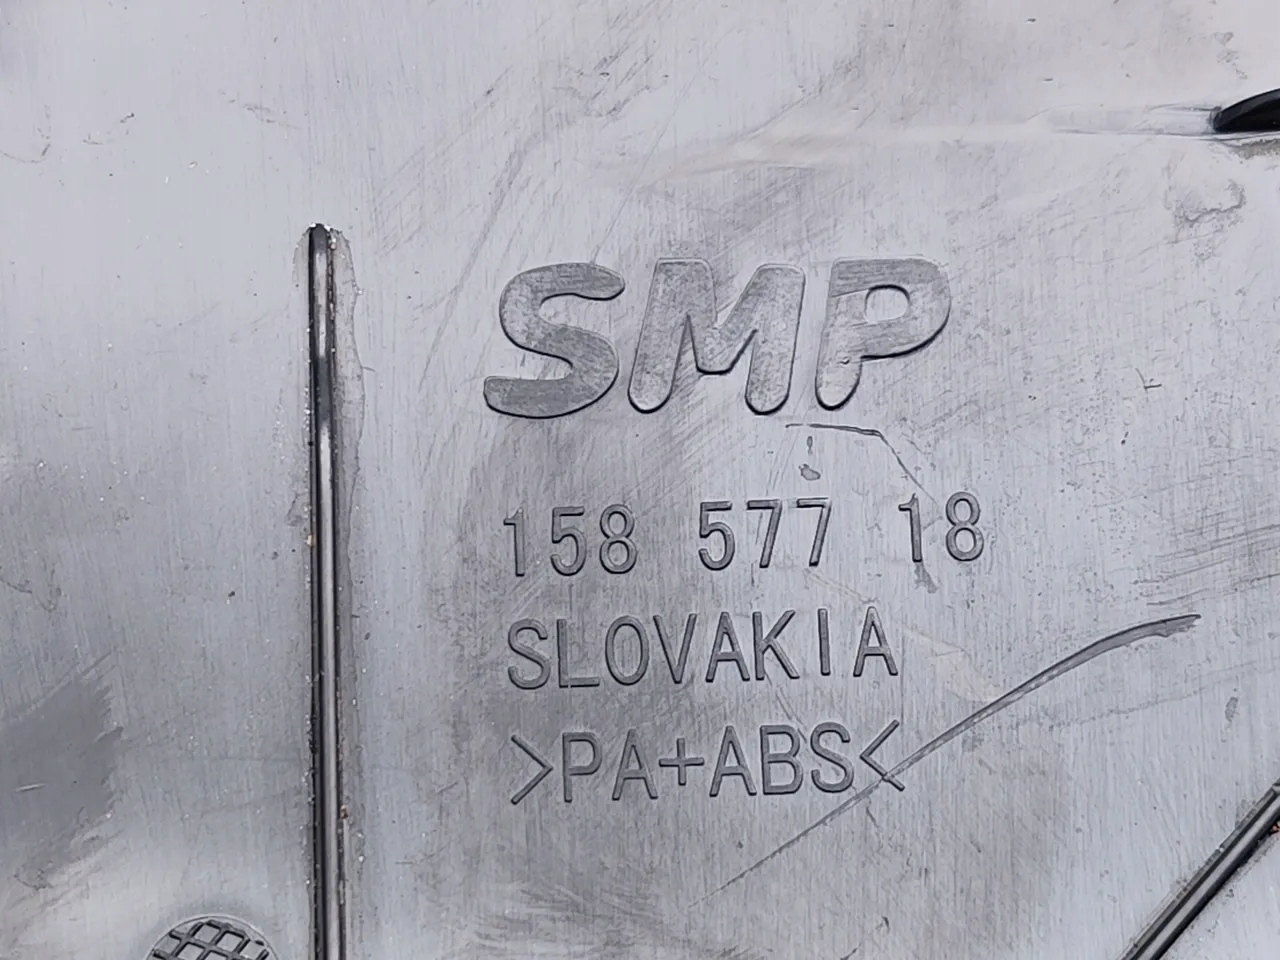 SMP
158 577 18
SLOVAKIA
>PA+ABS<